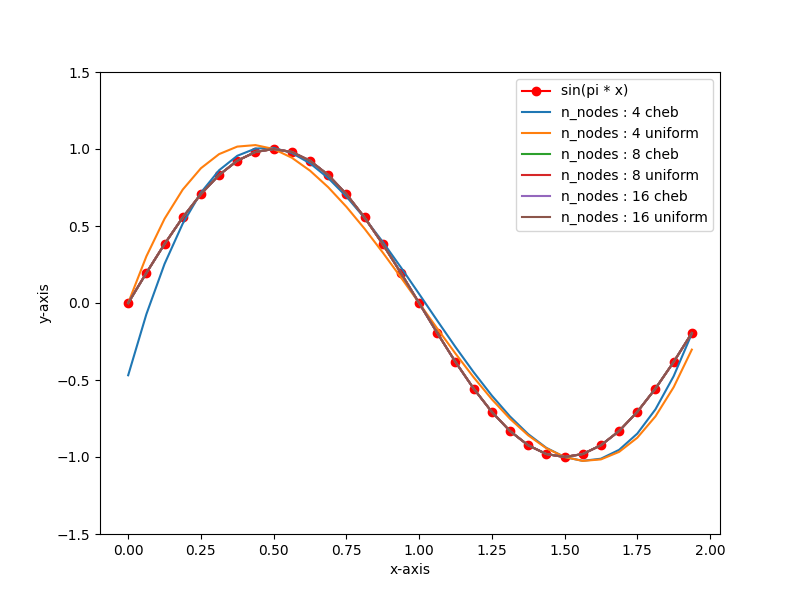 1.5
1.0
0.5
0.0
−0.5
−1.0
−1.5
y-axis
sin(pi * x)
n_nodes : 4 cheb
n_nodes : 4 uniform
n_nodes : 8 cheb
n_nodes : 8 uniform
n_nodes : 16 cheb
n_nodes : 16 uniform
0.00 0.25 0.50 0.75 1.00 1.25 1.50 1.75 2.00
x-axis